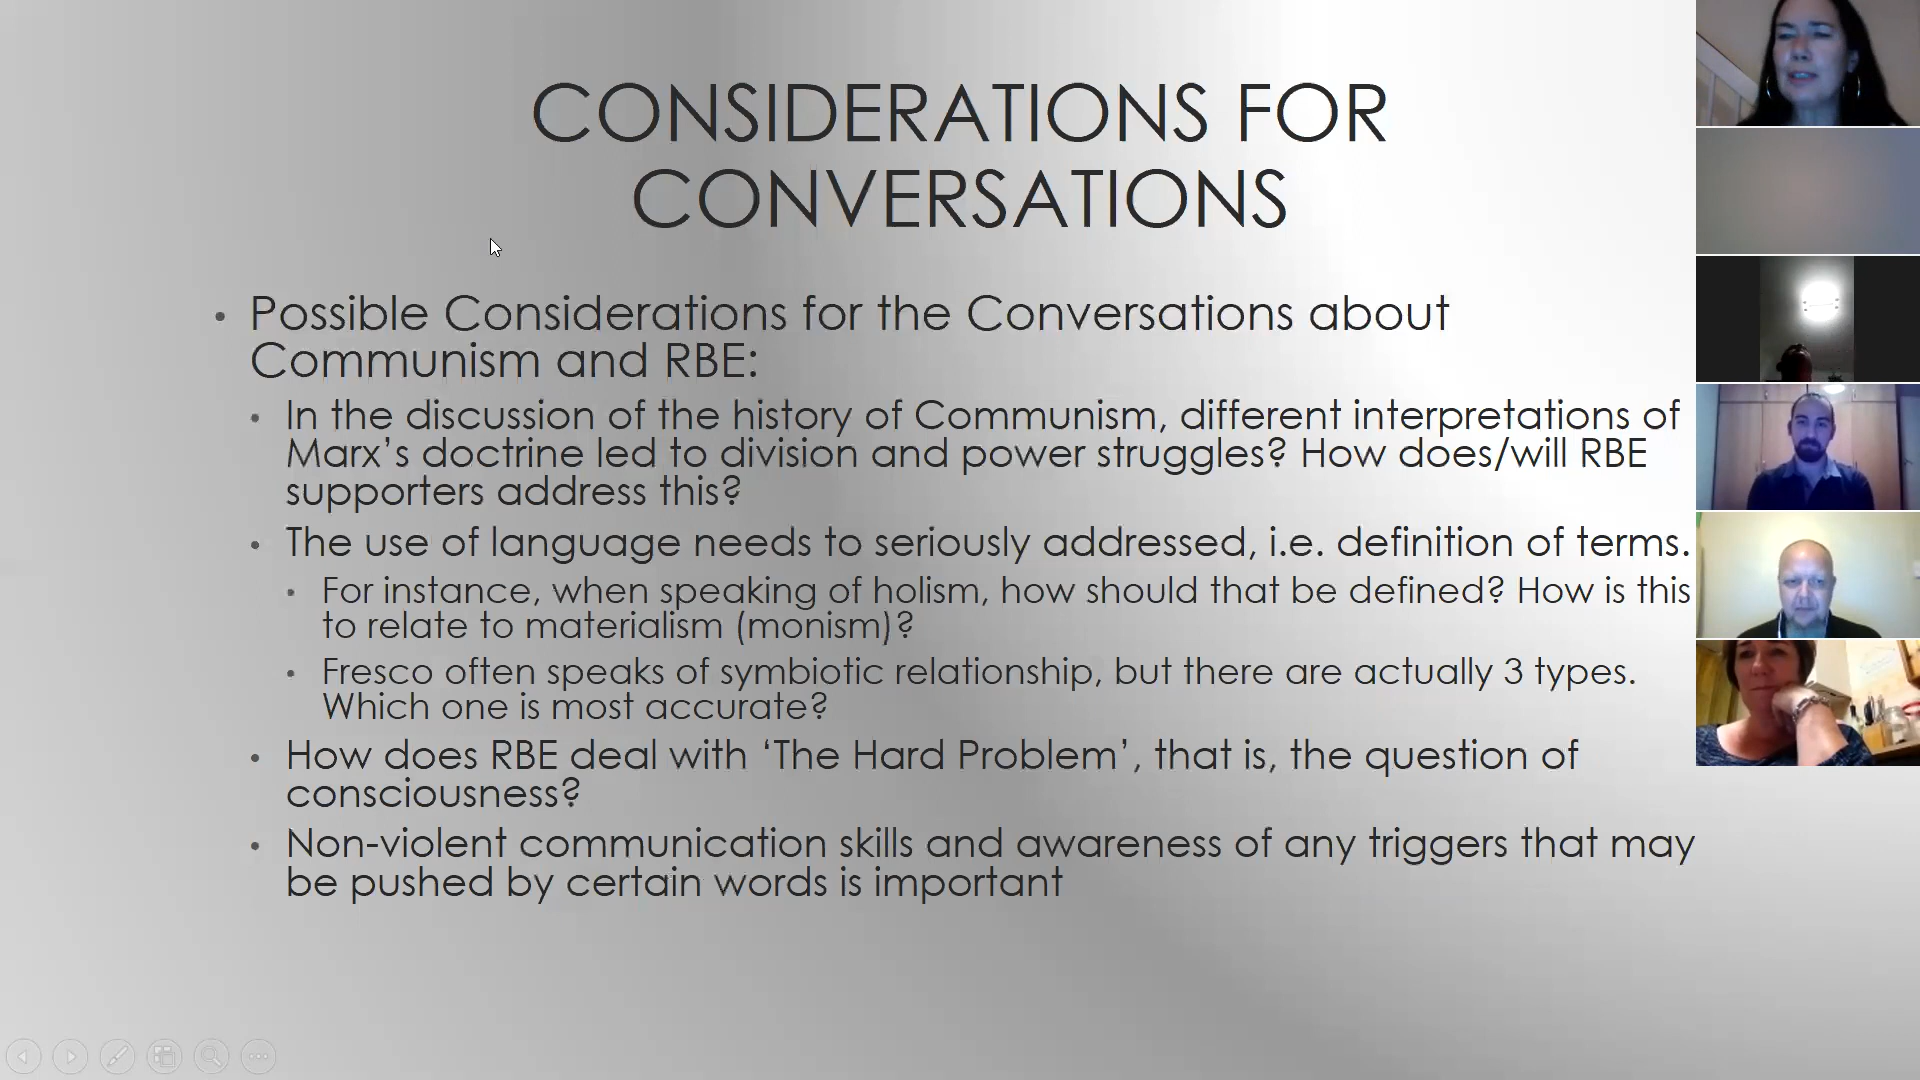 CONSIDERATIONS FOR
CONVERSATIONS
• Possible Considerations for the Conversations about
Communism and RBE:
• In the discussion of the history of Communism, different interpretations of
Marx’s doctrine led to division and power struggles? How does/will RBE
supporters address this?
• The use of language needs to seriously addressed, i.e. definition of terms.
• For instance, when speaking of holism, how should that be defined? How is this
to relate to materialism (monism)?
• Fresco often speaks of symbiotic relationship, but there are actually 3 types.
Which one is most accurate?
• How does RBE deal with ‘The Hard Problem’, that is, the question of
consciousness?
• Non-violent communication skills and awareness of any triggers that may
be pushed by certain words is important